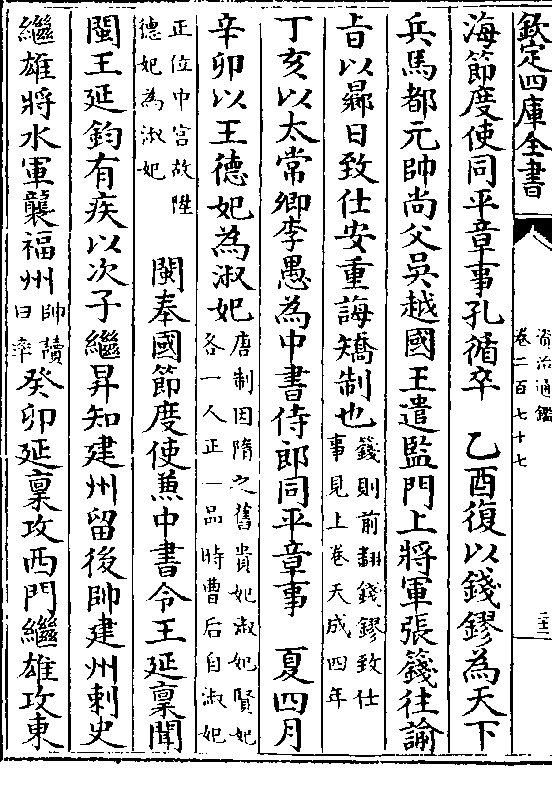 欽定四庫全書
資治通鑑
卷二百七十七
海節度使同平章事孔循卒 乙酉復以錢鏐為天下
兵馬都元帥尚父吳越國王遣監門上將軍張籛往諭
㫖以曏日致仕安重誨矯制也籛則前翻錢鏐致仕
事見上卷天成四年
丁亥以太常卿李愚為中書侍郎同平章事 夏四月
辛卯以王德妃為淑妃唐制因隋之舊貴妃淑妃賢妃
各一人正一品時曹后自淑妃
正位中宮故陞
德妃為淑妃 閩奉國節度使兼中書令王延稟聞
閩王延鈞有疾以次子繼昇知建州留後帥建州刺史
繼雄將水軍襲福州帥讀
曰率癸卯延稟攻西門繼雄攻東